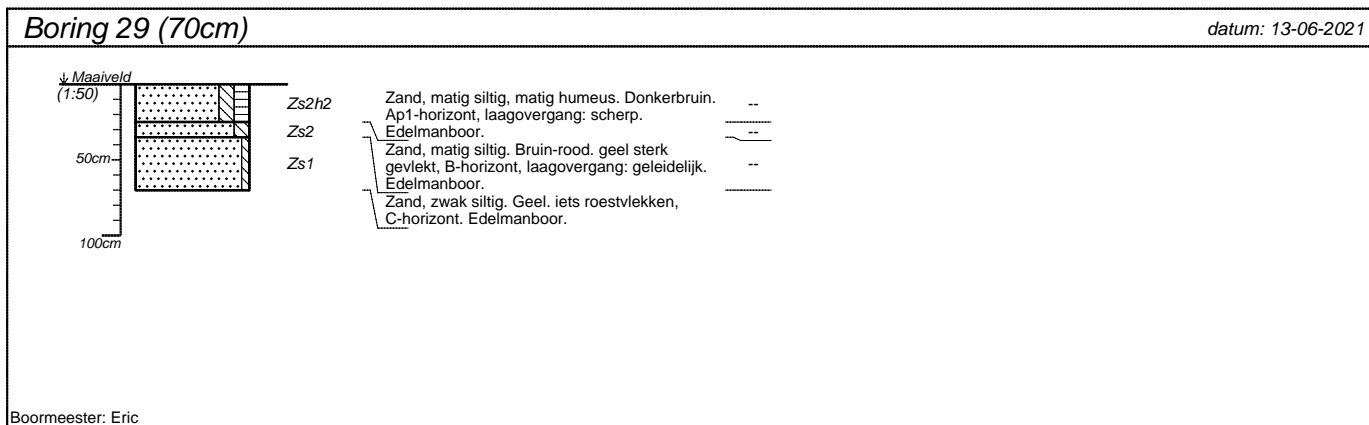 Boring 29 (70cm)
datum: 13-06-2021
Maaiveld
(1:50)
Zs2h2
Zand, matig siltig, matig humeus. Donkerbruin.
Ap1-horizont, laagovergang: scherp.
Edelmanboor.
--
Zs2
--
50cm
Zs1
Zand, matig siltig. Bruin-rood. geel sterk
gevlekt, B-horizont, laagovergang: geleidelijk.
Edelmanboor.
--
Zand, zwak siltig. Geel. iets roestvlekken,
C-horizont. Edelmanboor.
100cm
Boormeester: Eric